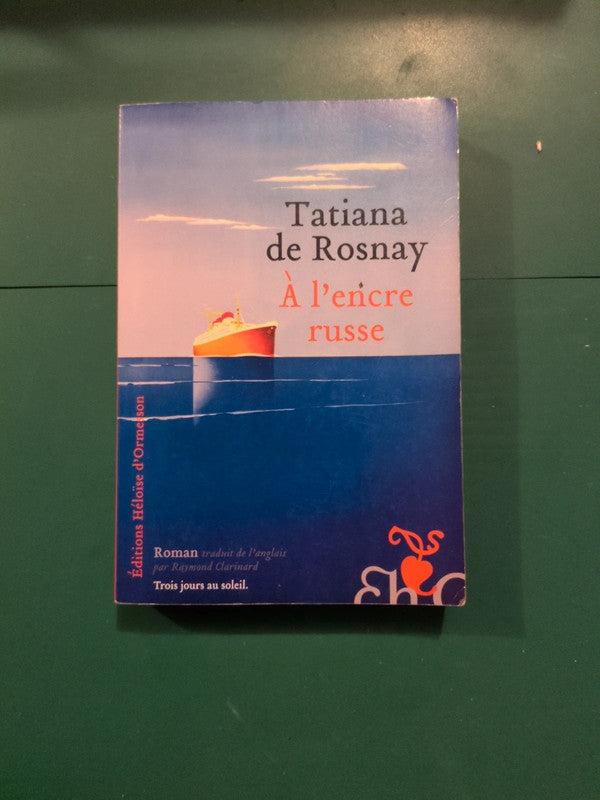 Tatiana
de Rosnay
À l'encre
russe
Éditions Héloïse d'Ormesson
Roman traduit de l'anglais
par Raymond Clarinard
Trois jours au soleil.
EhO